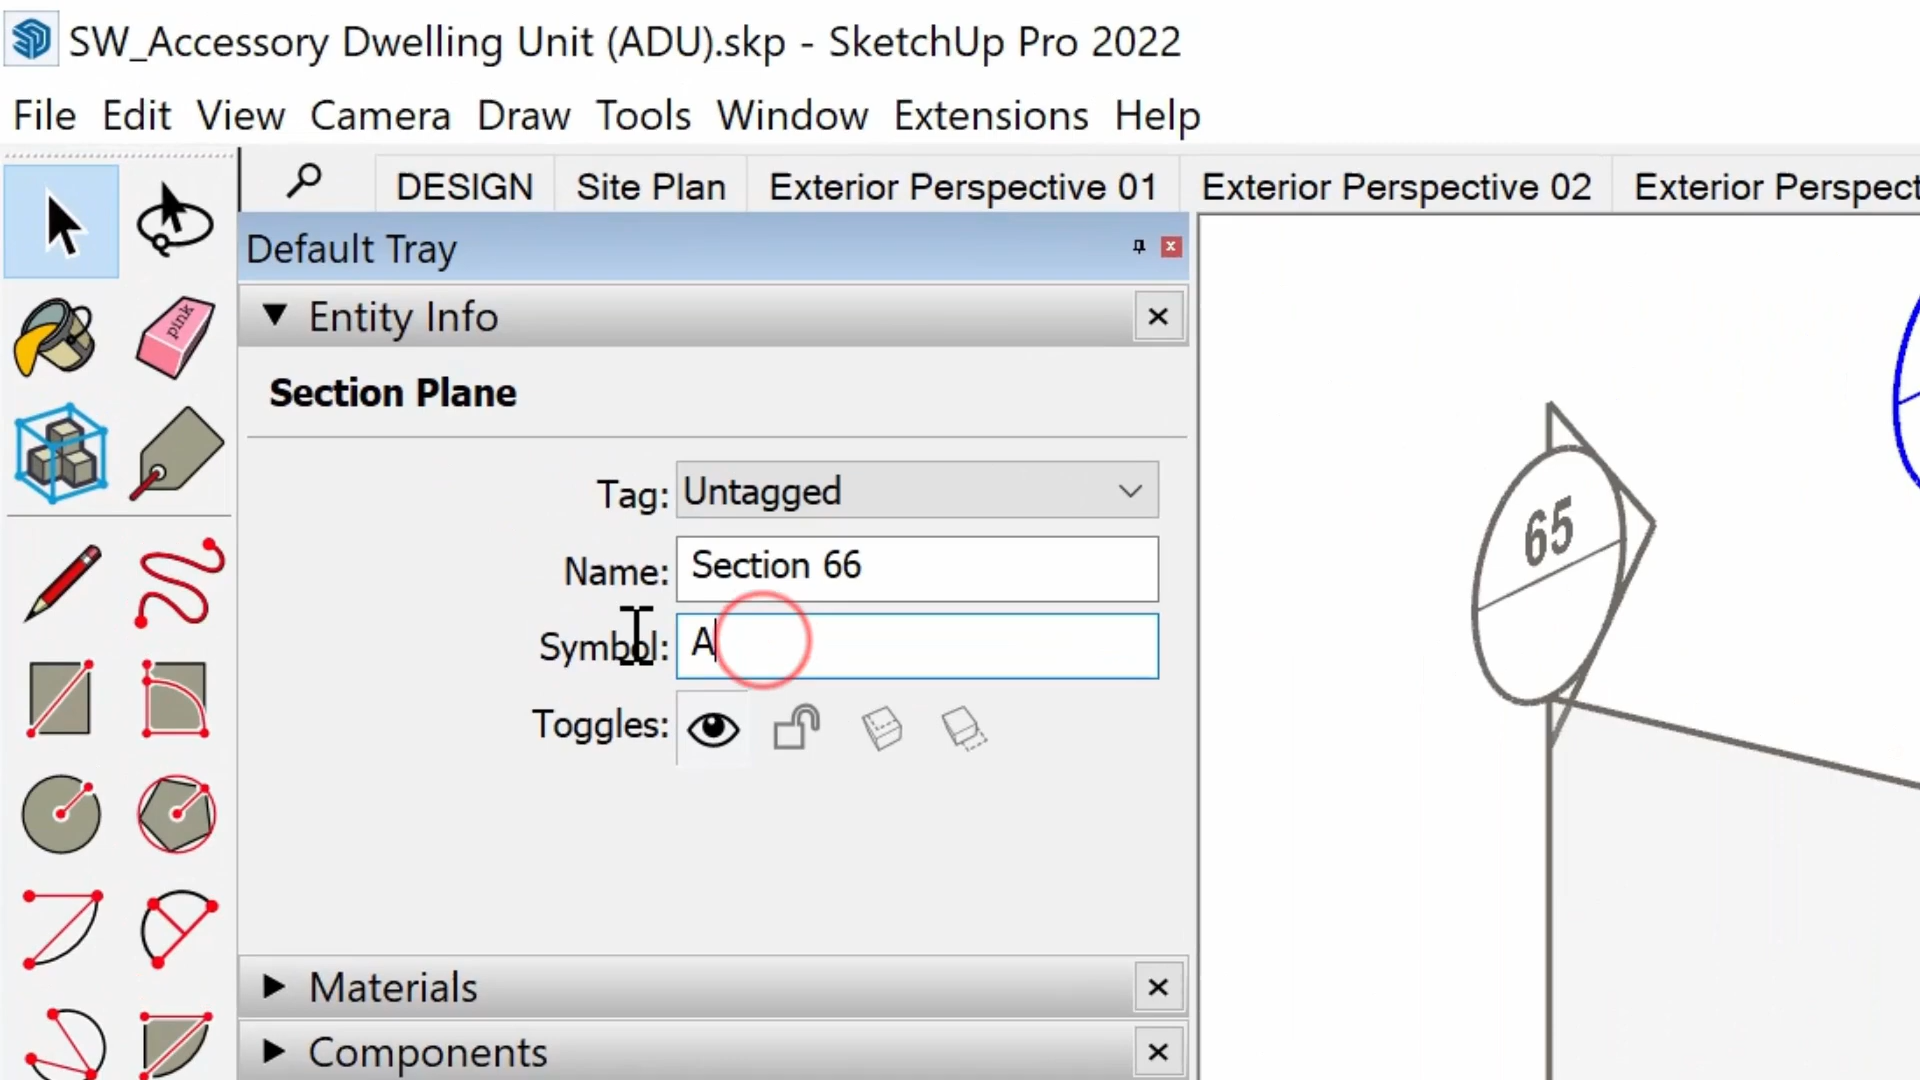 SW_Accessory Dwelling Unit (ADU).skp - SketchUp Pro 2022
File Edit View Camera Draw Tools Window Extensions Help
DESIGN Site Plan Exterior Perspective 01 Exterior Perspective 02 Exterior Perspect
Default Tray
Entity Info
pink
Section Plane
Tag: Untagged
Name: Section 66
65
Symbol: A
Toggles:
Materials
Components